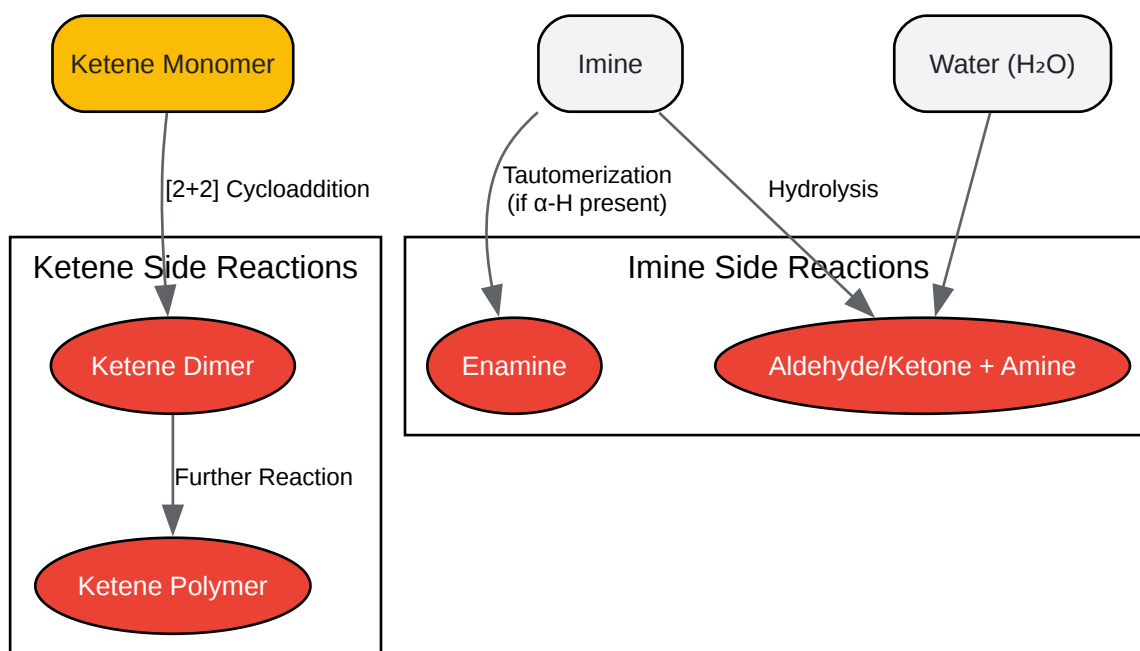 Ketene Monomer
Imine
Water (H₂O)
[2+2] Cycloaddition
Tautomerization
(if α-H present)
Hydrolysis
Ketene Side Reactions
Imine Side Reactions
Ketene Dimer
Enamine
Aldehyde/Ketone + Amine
Further Reaction
Ketene Polymer